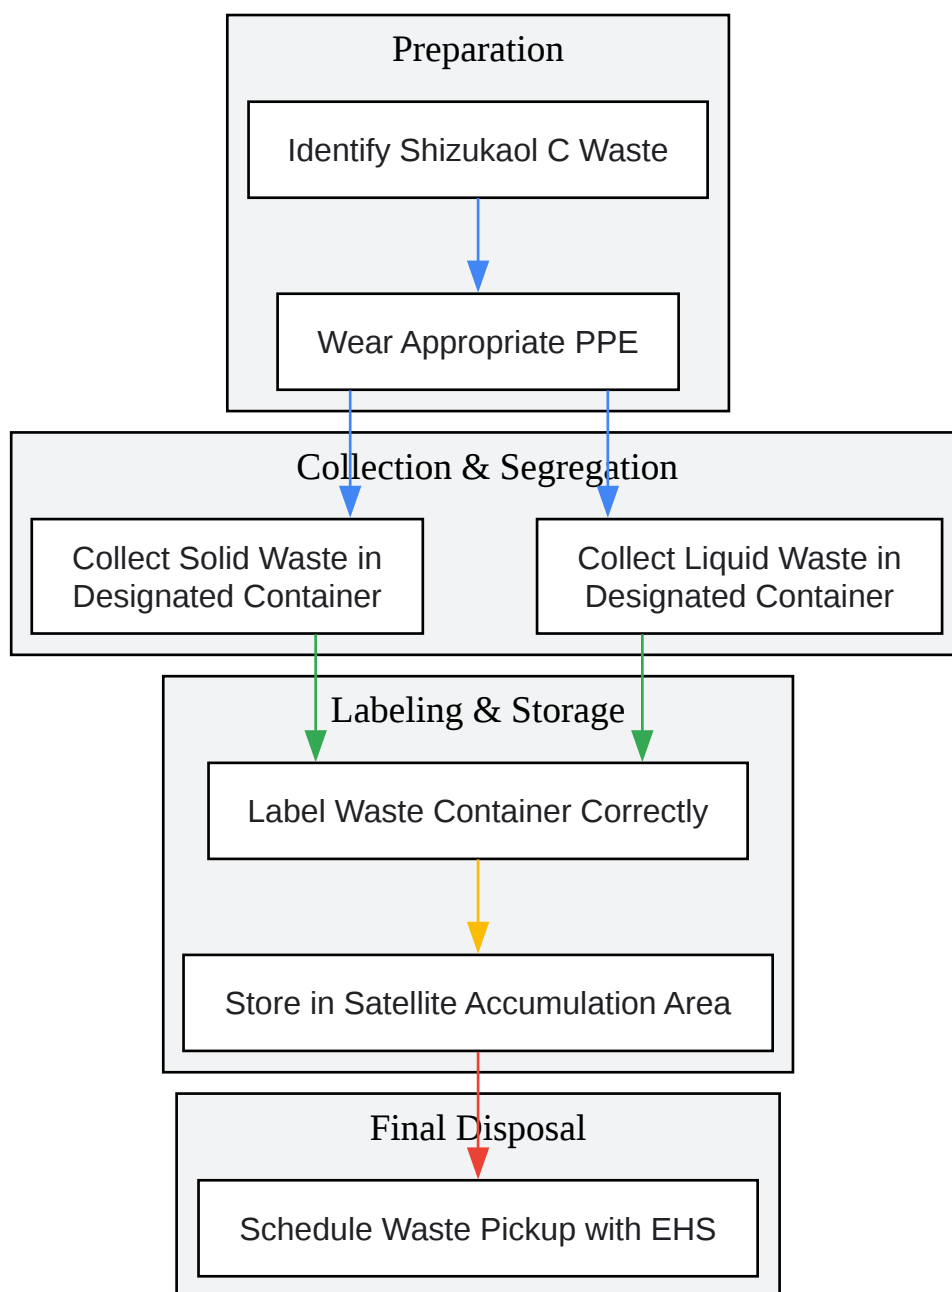 Preparation
Identify Shizukaol C Waste
Wear Appropriate PPE
Collection & Segregation
Collect Solid Waste in
Designated Container
Collect Liquid Waste in
Designated Container
Labeling & Storage
Label Waste Container Correctly
Store in Satellite Accumulation Area
Final Disposal
Schedule Waste Pickup with EHS